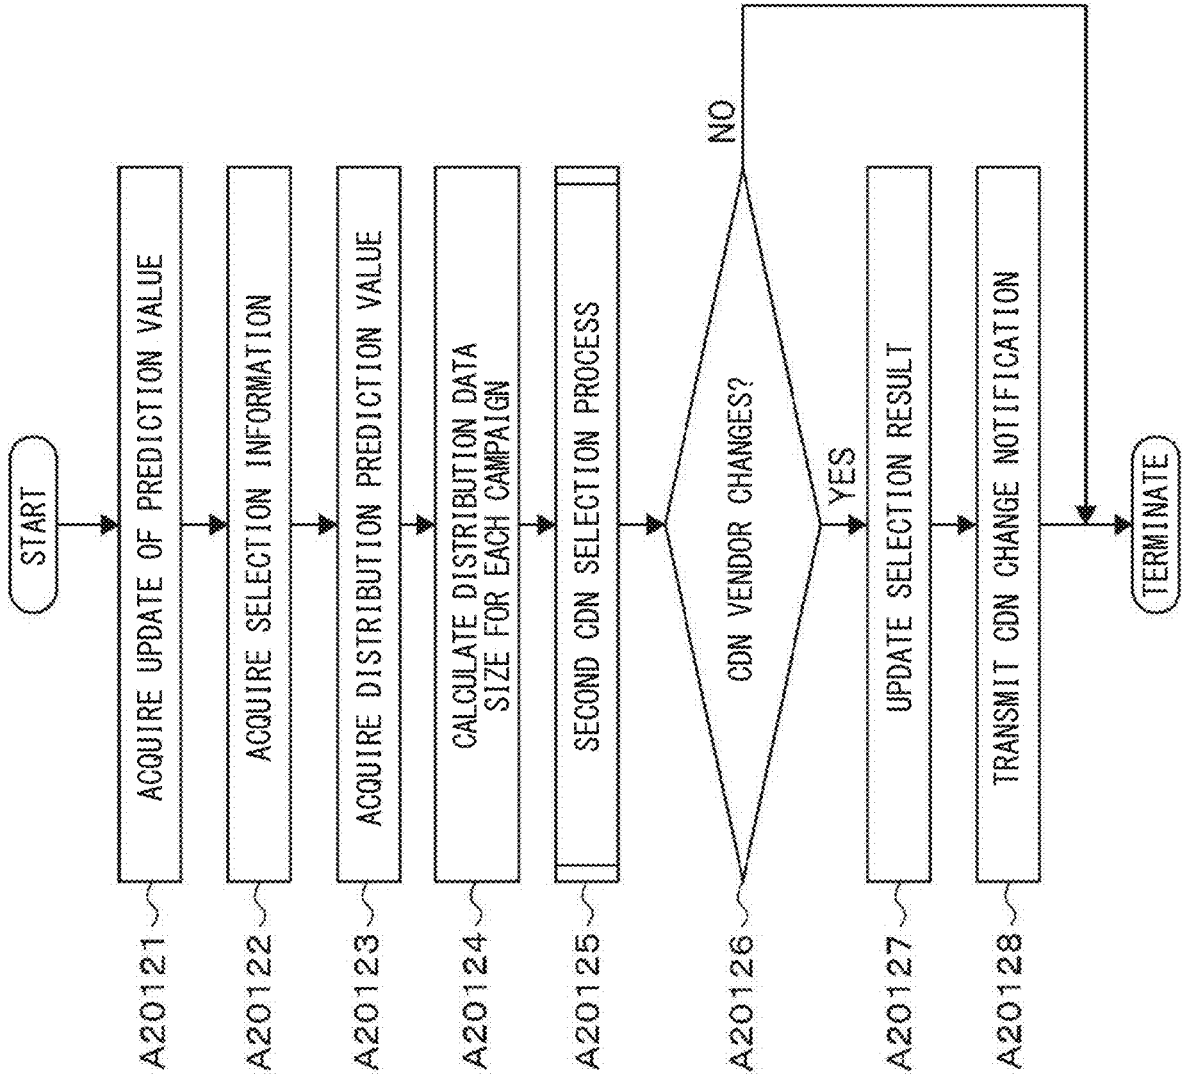 START
A20121
ACQUIRE UPDATE OF PREDICTION VALUE
A20122
ACQUIRE SELECTION INFORMATION
A20123
ACQUIRE DISTRIBUTION PREDICTION VALUE
A20124
CALCULATE DISTRIBUTION DATA
SIZE FOR EACH CAMPAIGN
A20125
SECOND CDN SELECTION PROCESS
A20126
CDN VENDOR CHANGES?
NO
YES
A20127
UPDATE SELECTION RESULT
A20128
TRANSMIT CDN CHANGE NOTIFICATION
TERMINATE